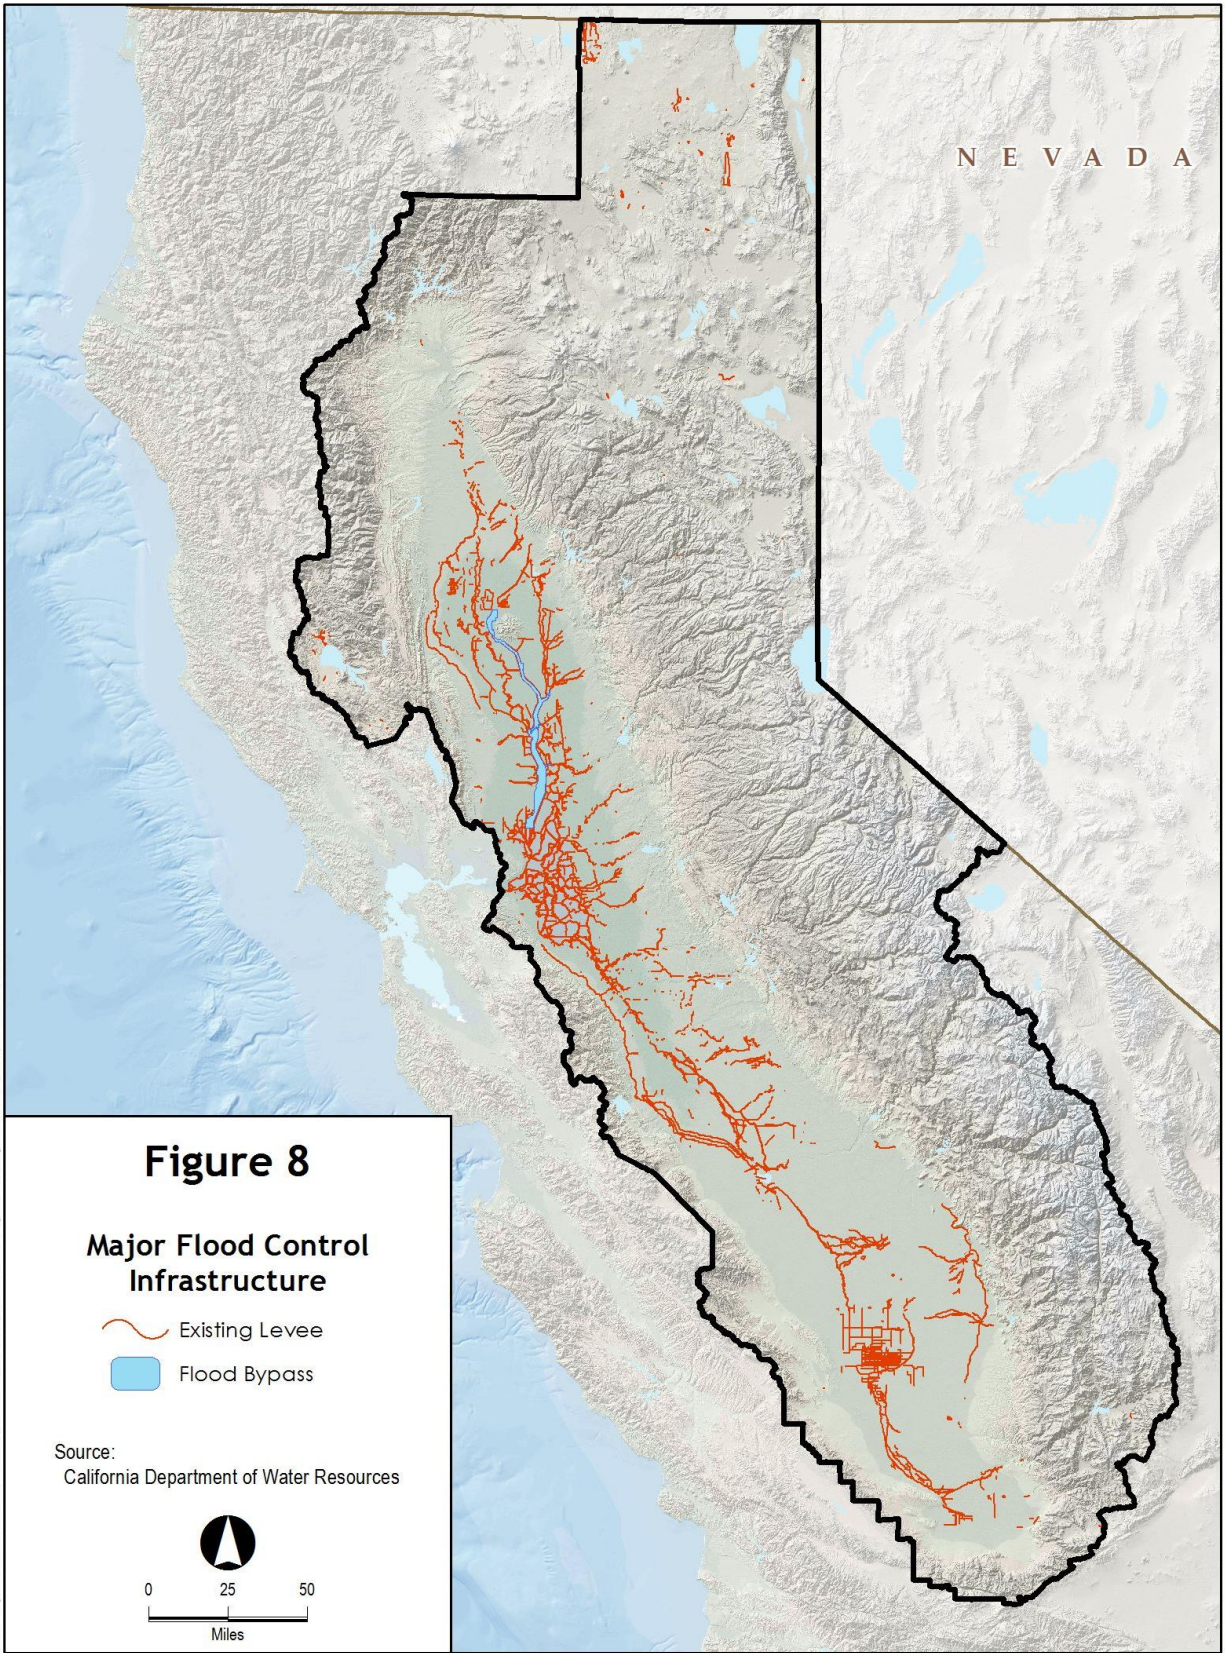 N E V A D A
Figure 8
Major Flood Control
Infrastructure
Existing Levee
Flood Bypass
Source:
California Department of Water Resources
0 25 50
Miles